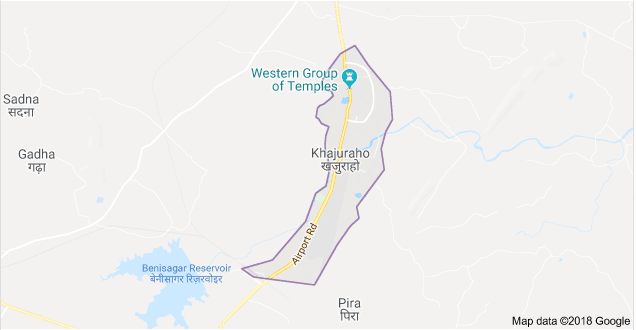 Western Group
of Temples
Sadna
सदना
Gadha
गढ़ा
Khajuraho
खजुराहो
Airport Rd
Benisagar Reservoir
बेनीसागर रिज़रवोइर
Pira
पिरा
Map data ©2018 Google